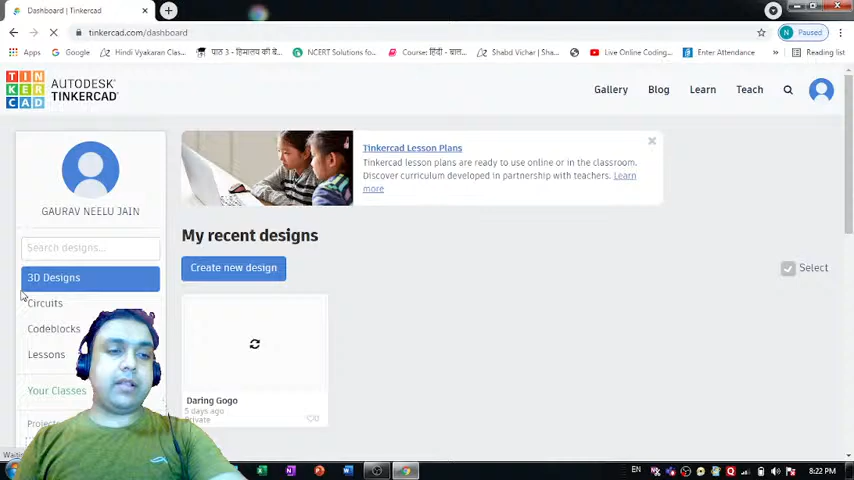 Dashboard | Tinkercad
tinkercad.com/dashboard
Paused
Apps
Google
Hindi Vyakaran Clas...
पाठ 3 - हिमालय की बे...
NCERT Solutions fo...
Course: हिंदी - बाल...
Shabd Vichar | Sha...
Live Online Coding...
Enter Attendance
Reading list
TIN
KER
CAD
AUTODESK
TINKERCAD
Gallery
Blog
Learn
Teach
Tinkercad Lesson Plans
Tinkercad lesson plans are ready to use online or in the classroom.
Discover curriculum developed in partnership with teachers. Learn
more
GAURAV NEELU JAIN
Search designs...
3D Designs
Circuits
Codeblocks
Lessons
Your Classes
My recent designs
Create new design
Select
Daring Gogo
5 days ago
Private
EN
8:22 PM